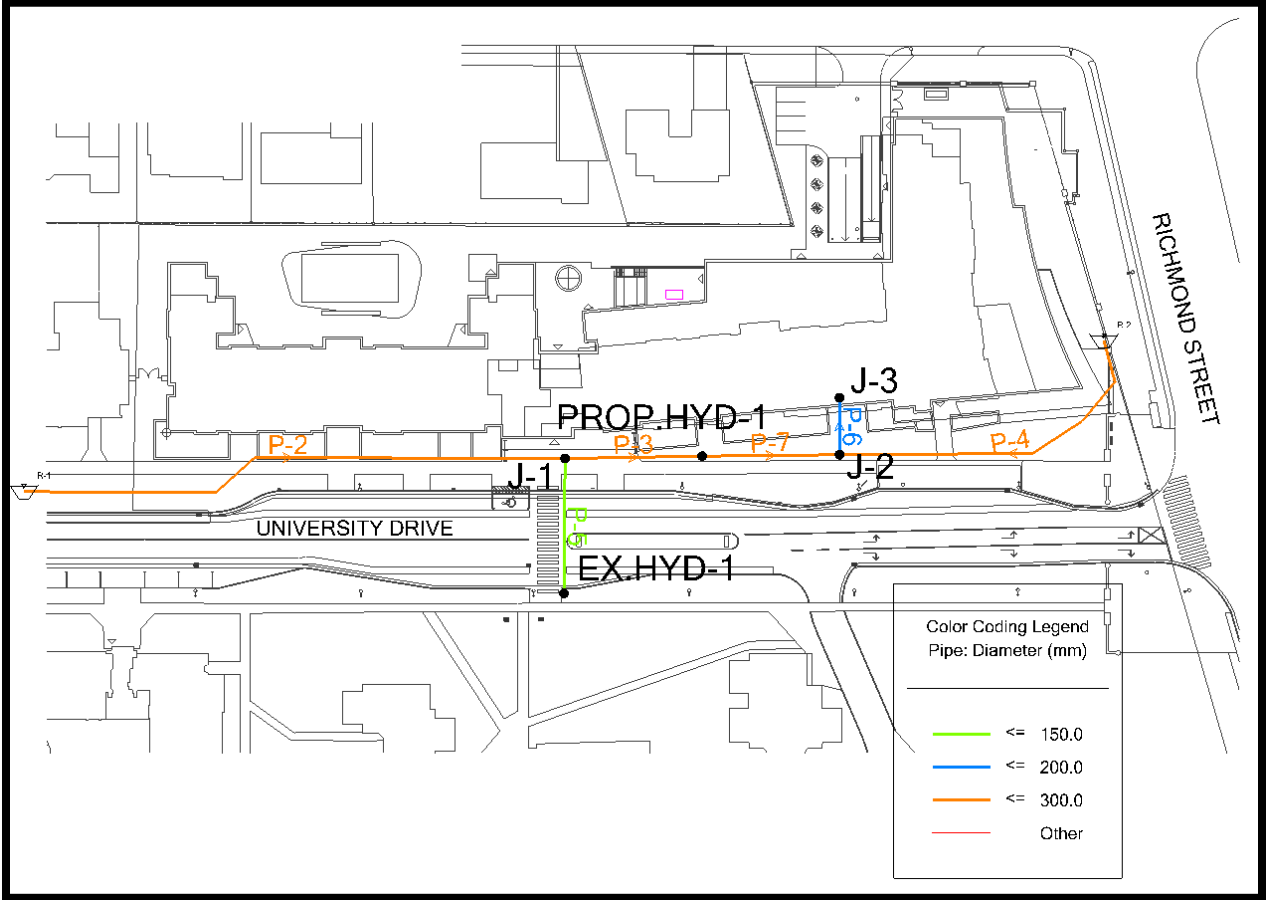 R-2
RICHMOND STREET
J-3
PROP.HYD-1
P-6
P-2
P-3
P-7
P-4
J-1
J-2
R-1
P-5
UNIVERSITY DRIVE
EX.HYD-1
Color Coding Legend
Pipe: Diameter (mm)
<= 150.0
<= 200.0
<= 300.0
Other